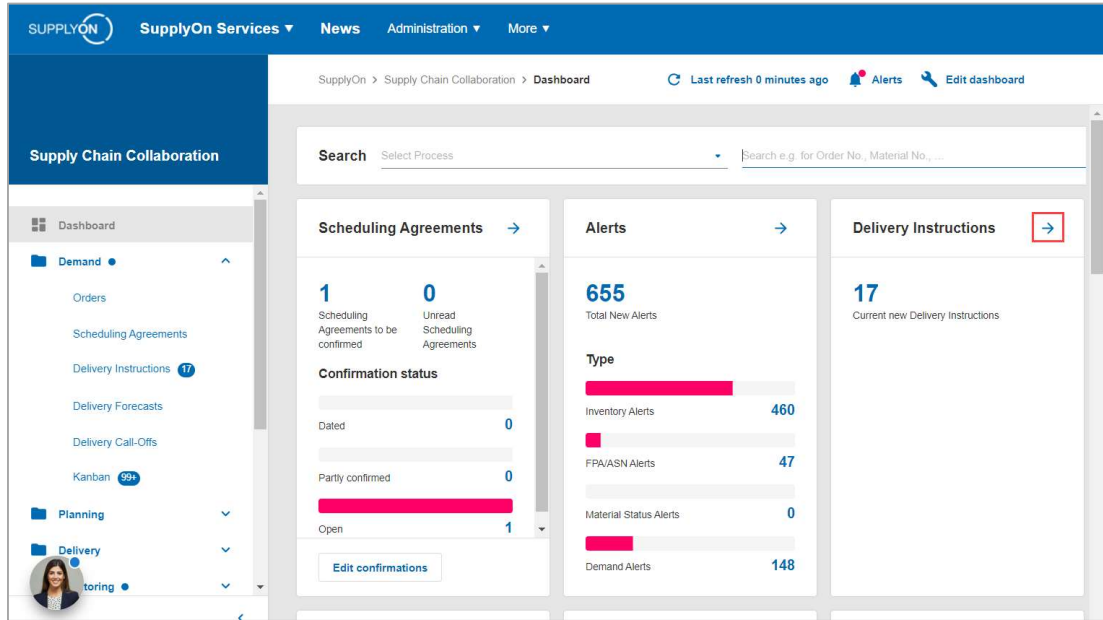 SUPPLYON
SupplyOn Services ▼ News Administration ▼ More ▼
SupplyOn > Supply Chain Collaboration > Dashboard
Last refresh 0 minutes ago
Alerts
Edit dashboard
Supply Chain Collaboration
Search Select Process
Search e.g. for Order No., Material No., ...
Dashboard
Demand
Orders
Scheduling Agreements
Delivery Instructions 17
Delivery Forecasts
Delivery Call-Offs
Kanban 99+
Planning
Delivery
toring
Scheduling Agreements →
1
Scheduling
Agreements to be
confirmed
0
Unread
Scheduling
Agreements
Confirmation status
Dated 0
Partly confirmed 0
Open 1
Edit confirmations
Alerts →
655
Total New Alerts
Type
Inventory Alerts 460
FPA/ASN Alerts 47
Material Status Alerts 0
Demand Alerts 148
Delivery Instructions →
17
Current new Delivery Instructions